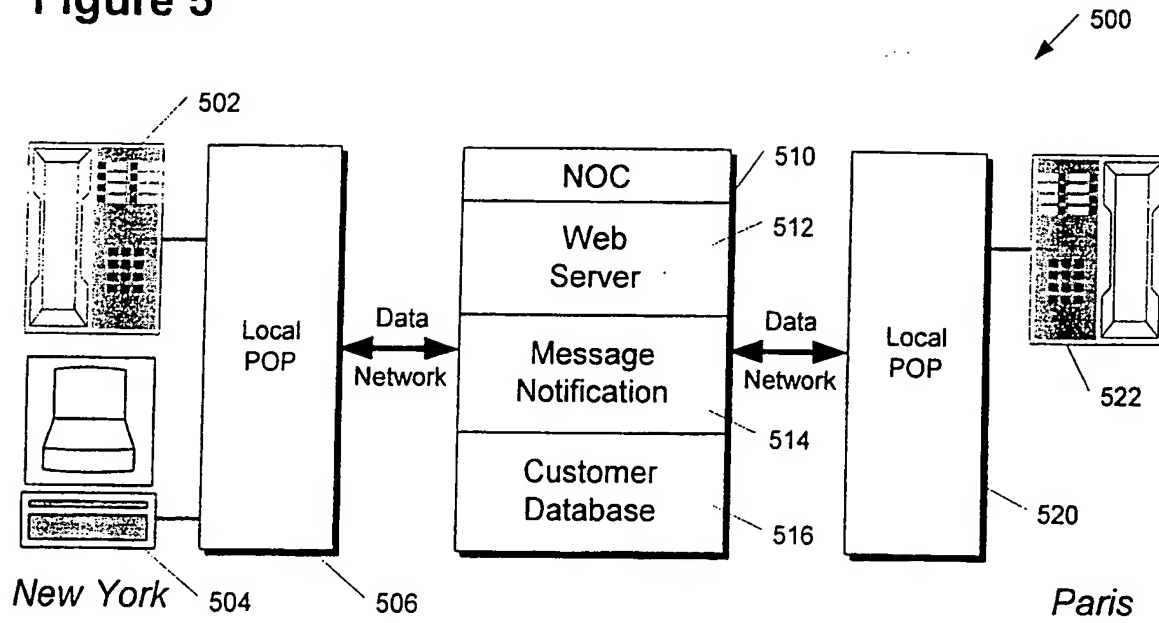 Figure 5
500
502
510
NOC
512
Web
Server
Local
POP
Data
Network
Message
Notification
514
Data
Network
Local
POP
522
Customer
Database
516
520
New York
504
506
Paris